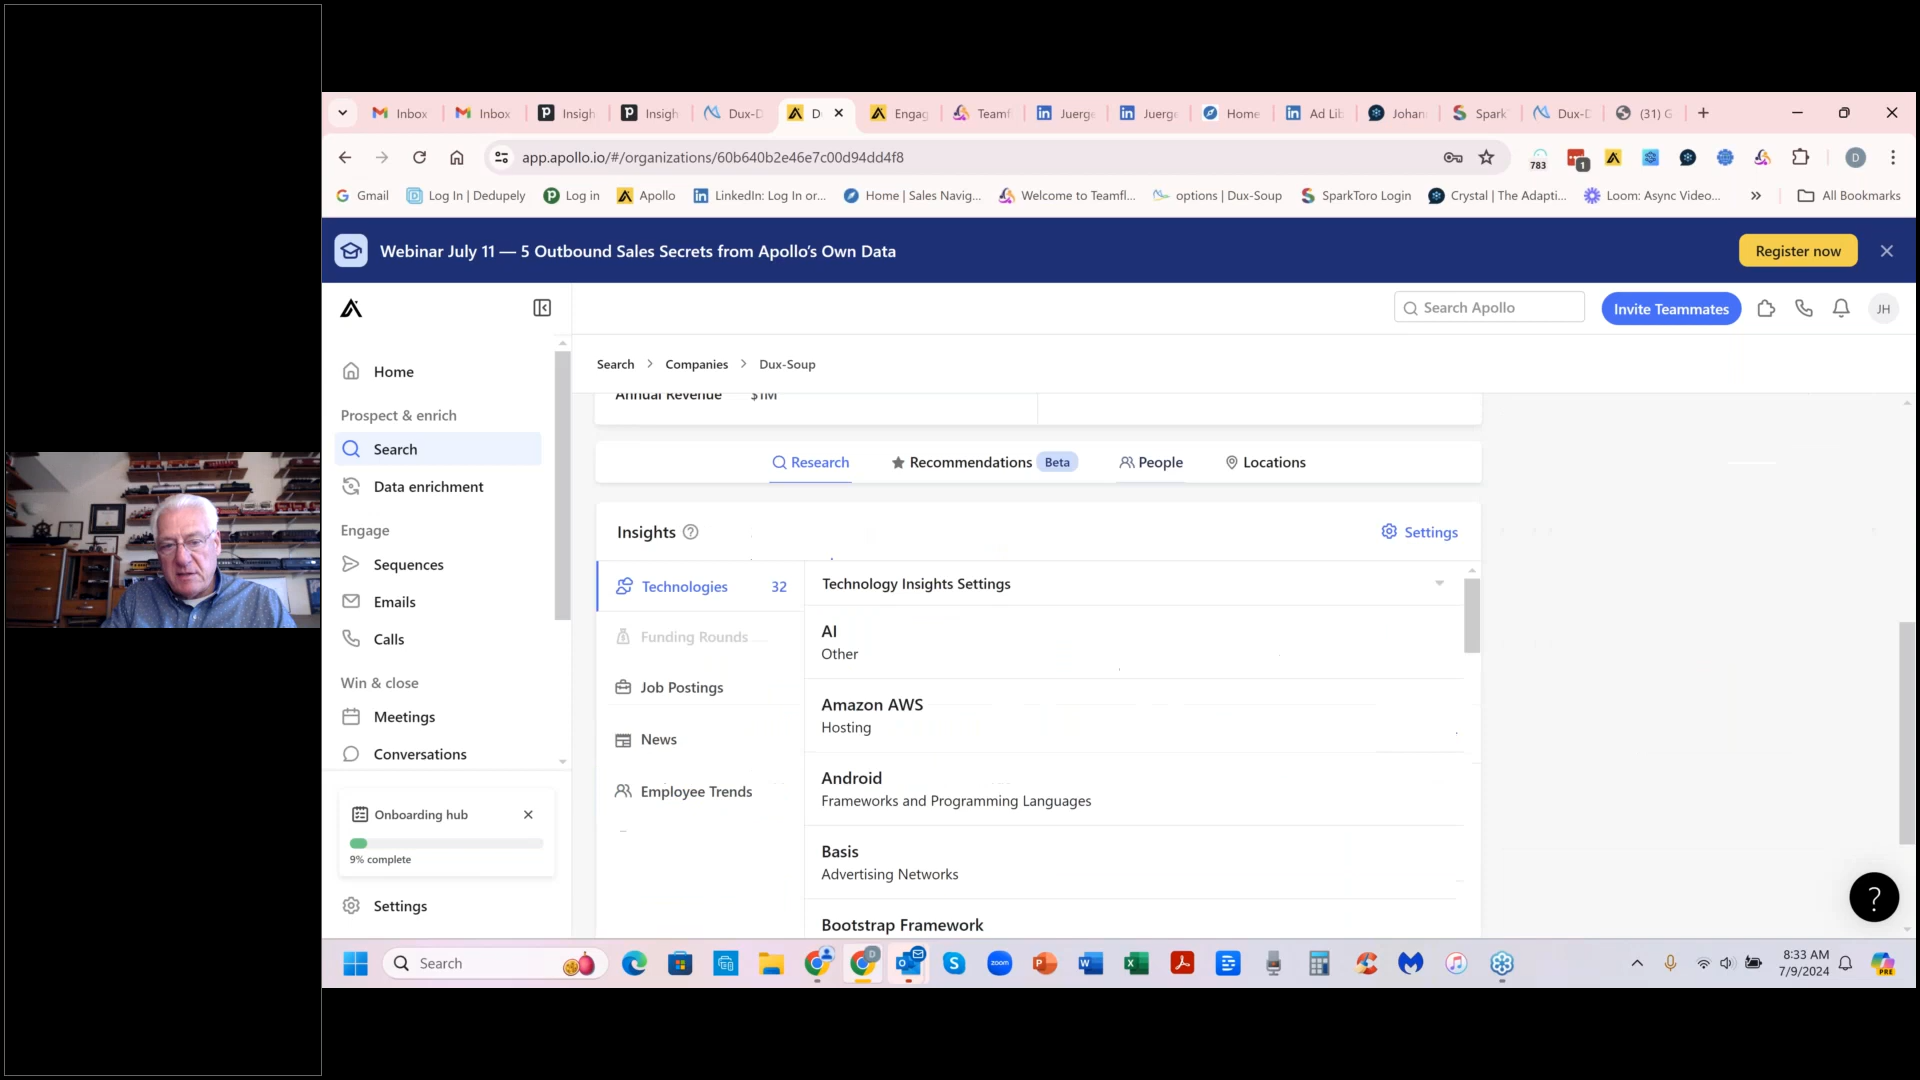 Inbox
Inbox
Insigh
Insigh
Dux-D
D
Engag
Teamf
Juerge
Juerge
Home
Ad Lib
Johan
Spark
Dux-D
(31) G
app.apollo.io/#/organizations/60b640b2e46e7c00d94dd4f8
783
1
D
Gmail
Log In | Dedupely
Log in
Apollo
LinkedIn: Log In or...
Home | Sales Navig...
Welcome to Teamfl...
options | Dux-Soup
SparkToro Login
Crystal | The Adapti...
Loom: Async Video...
All Bookmarks
Webinar July 11 — 5 Outbound Sales Secrets from Apollo's Own Data
Register now
Search Apollo
Invite Teammates
JH
Home
Prospect & enrich
Search
Data enrichment
Engage
Sequences
Emails
Calls
Win & close
Meetings
Conversations
Onboarding hub
9% complete
Settings
Search > Companies > Dux-Soup
Annual Revenue $1M
Research
Recommendations Beta
People
Locations
Insights
Settings
Technologies 32
Funding Rounds
Job Postings
News
Employee Trends
Technology Insights Settings
AI
Other
Amazon AWS
Hosting
Android
Frameworks and Programming Languages
Basis
Advertising Networks
Bootstrap Framework
?
Search
zoom
8:33 AM
7/9/2024
PRE